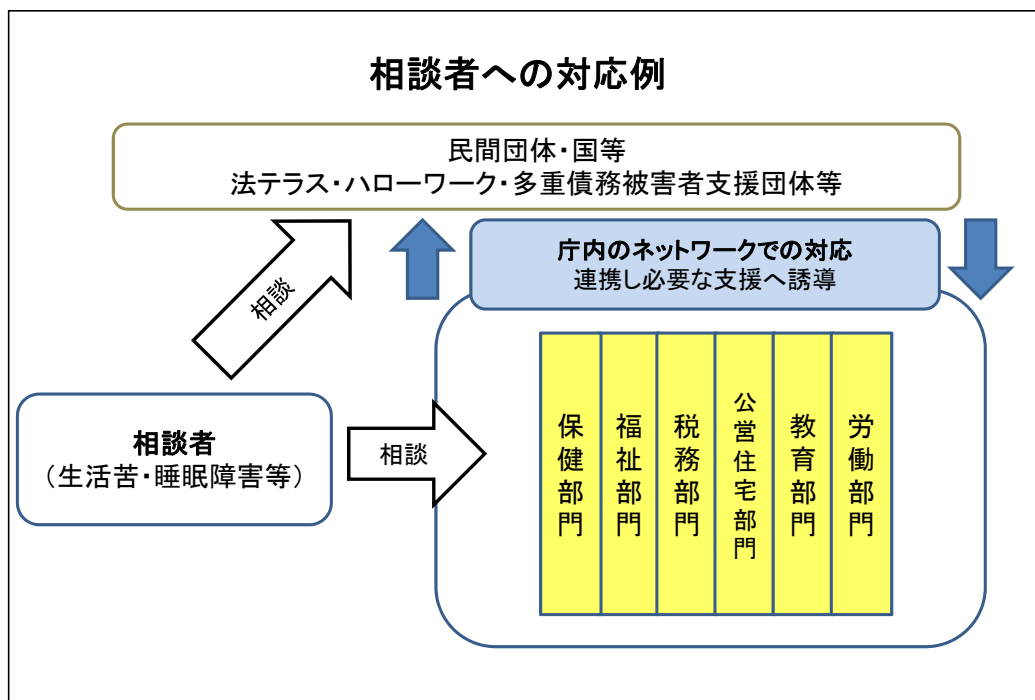 相談者への対応例
民間団体・国等
法テラス・ハローワーク・多重債務被害者支援団体等
庁内のネットワークでの対応
連携し必要な支援へ誘導
相談
相談者
（生活苦・睡眠障害等）
相談
保健部門
福祉部門
税務部門
公営住宅部門
教育部門
労働部門